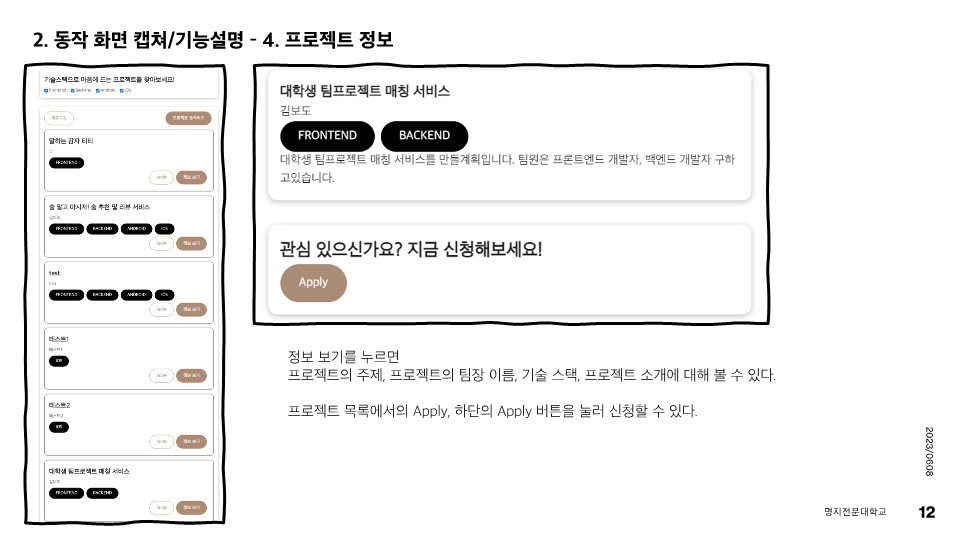 2. 동작 화면 캡쳐/기능설명 - 4. 프로젝트 정보
기술스택으로 마음에 드는 프로젝트를 찾아보세요!
Frontend Backend Android iOS
프로젝트 등록하기
말하는 감자 티티
FRONTEND
Apply 정보 보기
술 알고 마시자! 술 추천 및 리뷰 서비스
FRONTEND BACKEND ANDROID IOS
Apply 정보 보기
test
test
FRONTEND BACKEND ANDROID IOS
Apply 정보 보기
테스트1
테스트1
IOS
Apply 정보 보기
테스트2
테스트2
IOS
Apply 정보 보기
대학생 팀프로젝트 매칭 서비스
김보도
FRONTEND BACKEND
Apply 정보 보기
대학생 팀프로젝트 매칭 서비스
김보도
FRONTEND BACKEND
대학생 팀프로젝트 매칭 서비스를 만들계획입니다. 팀원은 프론트엔드 개발자, 백엔드 개발자 구하
고있습니다.
관심 있으신가요? 지금 신청해보세요!
Apply
정보 보기를 누르면
프로젝트의 주제, 프로젝트의 팀장 이름, 기술 스택, 프로젝트 소개에 대해 볼 수 있다.
프로젝트 목록에서의 Apply, 하단의 Apply 버튼을 눌러 신청할 수 있다.
2023/0608
명지전문대학교 12